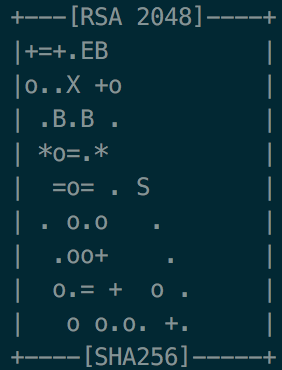 +---[RSA 2048]----+
|+=+.EB           |
|o..X +o          |
| .B.B .          |
| *o=.*           |
|  =o= . S        |
| . o.o   .       |
|  .oo+    .      |
|  o.= +  o .     |
|   o o.o. +.     |
+----[SHA256]-----+